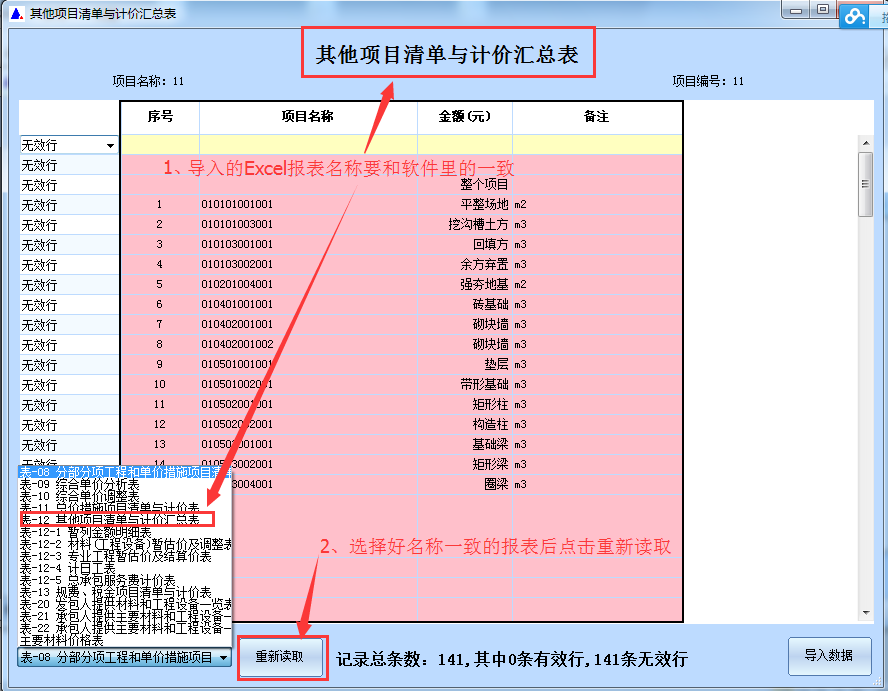 其他项目清单与计价汇总表
其他项目清单与计价汇总表
项目名称: 11 项目编号: 11
序号 项目名称 金额(元) 备注
无效行
无效行 1、导入的Excel报表名称要和软件里的一致
无效行 整个项目
无效行 1 010101001001 平整场地 m2
无效行 2 010101003001 挖沟槽土方 m3
无效行 3 010103001001 回填方 m3
无效行 4 010103002001 余方弃置 m3
无效行 5 010201004001 强夯地基 m2
无效行 6 010401001001 砖基础 m3
无效行 7 010402001001 砌块墙 m3
无效行 8 010402001002 砌块墙 m3
无效行 9 010501001001 垫层 m3
无效行 10 010501002001 带形基础 m3
无效行 11 010502001001 矩形柱 m3
无效行 12 010502002001 构造柱 m3
无效行 13 010503001001 基础梁 m3
14 010503002001 矩形梁 m3
3004001 圈梁 m3
表-08 分部分项工程和单价措施项目清单
表-09 综合单价分析表
表-10 综合单价调整表
表-11 总价措施项目清单与计价表
表-12 其他项目清单与计价汇总表
表-12-1 暂列金额明细表
表-12-2 材料(工程设备)暂估价及调整表
表-12-3 专业工程暂估价及结算价表
表-12-4 计日工表
表-12-5 总承包服务费计价表
表-13 规费、税金项目清单与计价表
表-20 发包人提供材料和工程设备一览表
表-21 承包人提供主要材料和工程设备一
表-22 承包人提供主要材料和工程设备一
主要材料价格表
2、选择好名称一致的报表后点击重新读取
表-08 分部分项工程和单价措施项目 重新读取 记录总条数: 141,其中0条有效行,141条无效行 导入数据